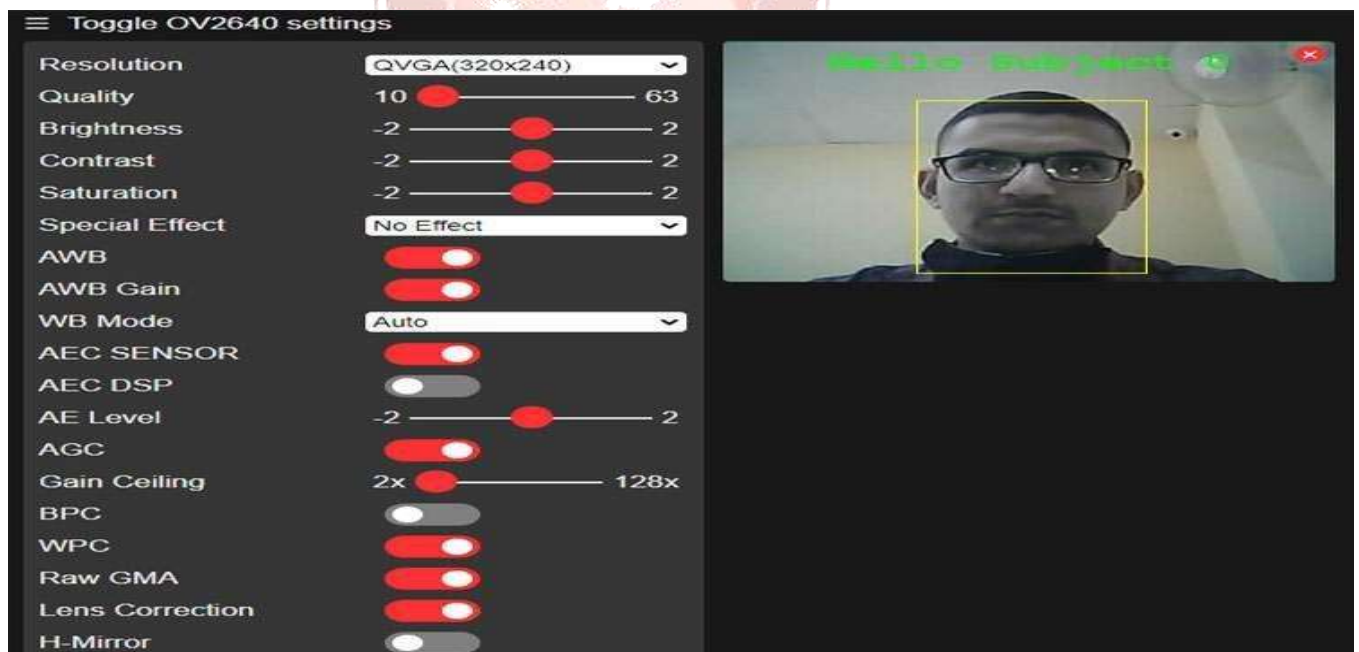 Toggle OV2640 settings
Resolution QVGA(320x240)
Quality 10 63
Brightness -2 2
Contrast -2 2
Saturation -2 2
Special Effect No Effect
AWB
AWB Gain
WB Mode Auto
AEC SENSOR
AEC DSP
AE Level -2 2
AGC
Gain Ceiling 2x 128x
BPC
WPC
Raw GMA
Lens Correction
H-Mirror
Hello Subject